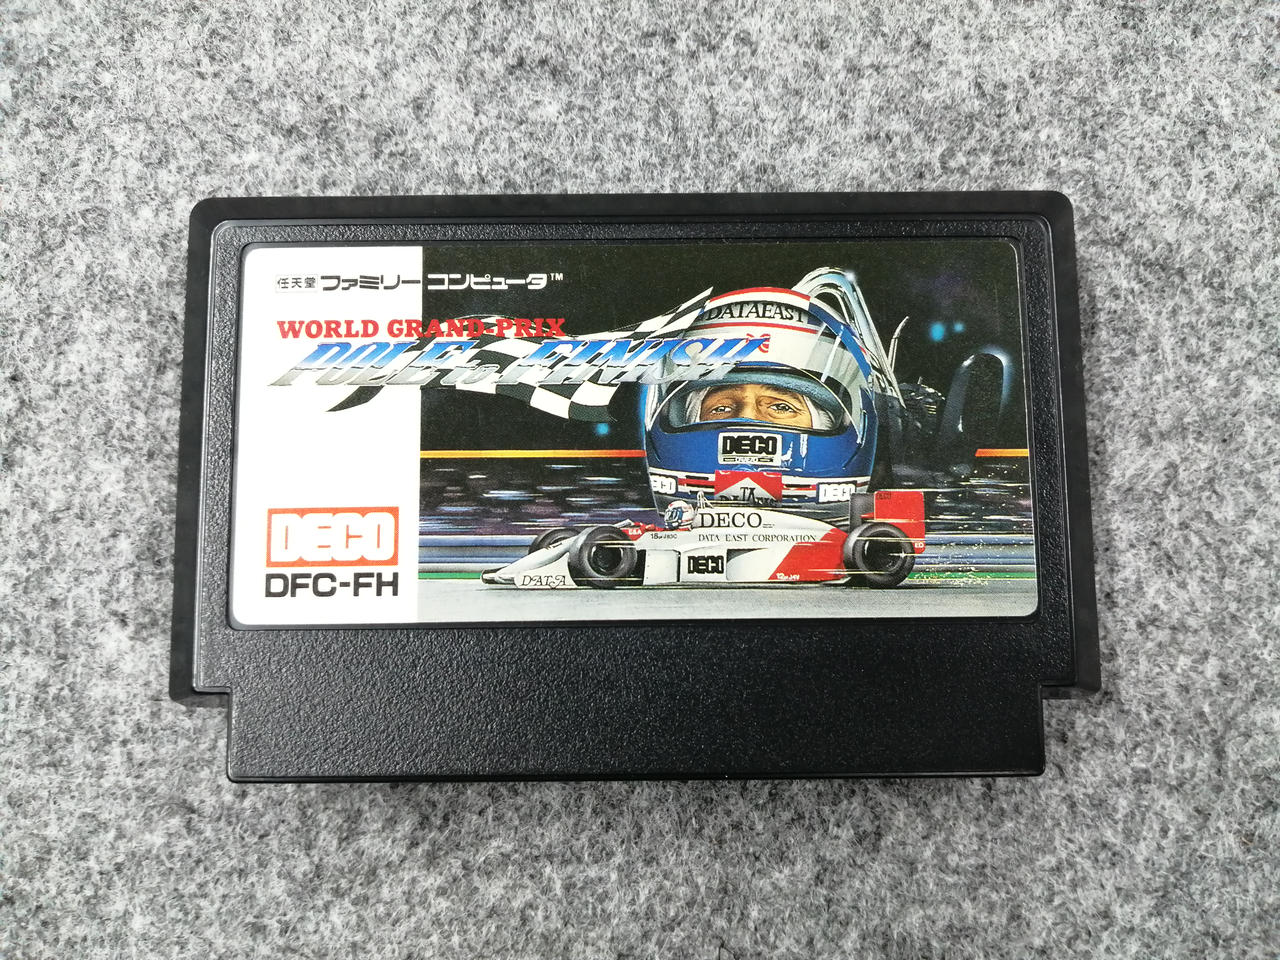 任天堂 ファミリー コンピュータ™
WORLD GRAND-PRIX
POLE to FINISH
DATAEAST
DECO
DECO
DECO
DECO
DFC-FH
DECO
DATA EAST CORPORATION
DECO
DATA